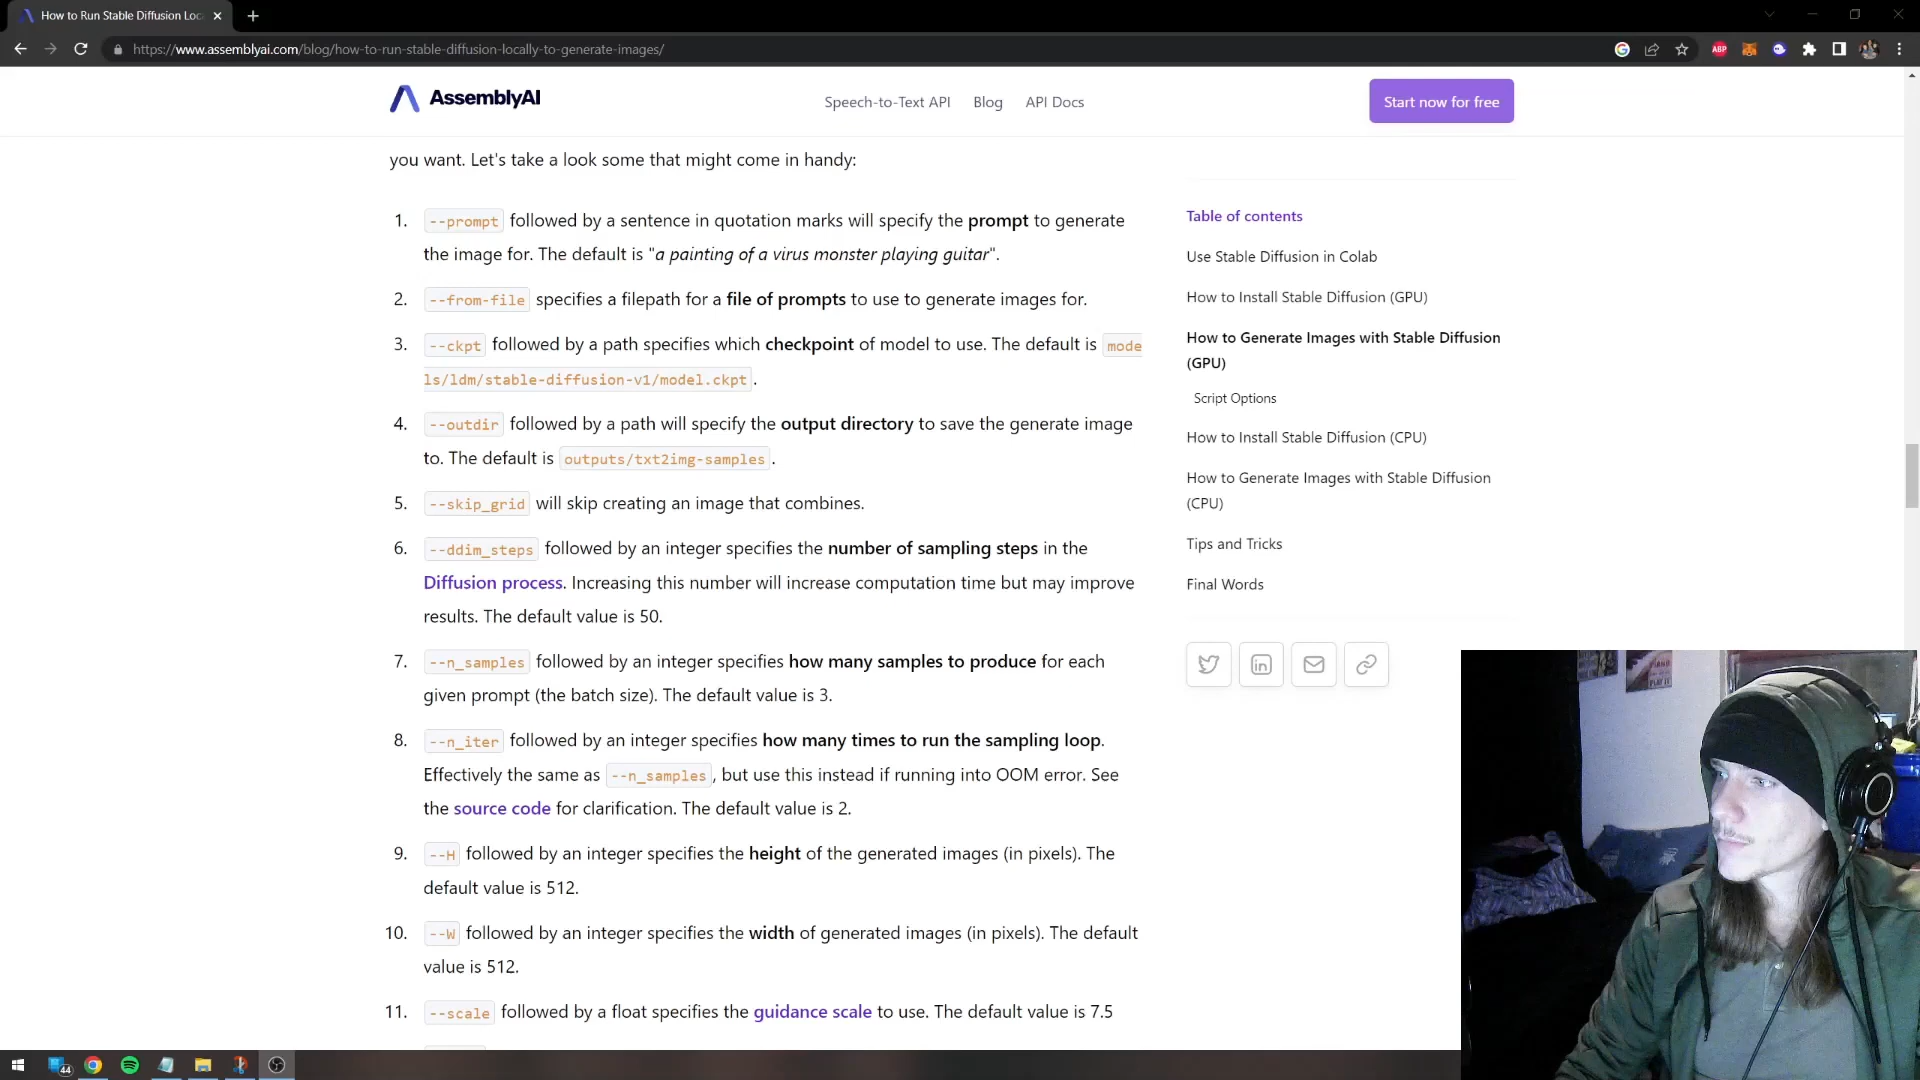 How to Run Stable Diffusion Loc
https://www.assemblyai.com/blog/how-to-run-stable-diffusion-locally-to-generate-images/
ABP
AssemblyAI
Speech-to-Text API
Blog
API Docs
Start now for free
you want. Let's take a look some that might come in handy:
1. --prompt followed by a sentence in quotation marks will specify the prompt to generate
the image for. The default is "a painting of a virus monster playing guitar".
2. --from-file specifies a filepath for a file of prompts to use to generate images for.
3. --ckpt followed by a path specifies which checkpoint of model to use. The default is mode
ls/ldm/stable-diffusion-v1/model.ckpt.
4. --outdir followed by a path will specify the output directory to save the generate image
to. The default is outputs/txt2img-samples.
5. --skip_grid will skip creating an image that combines.
6. --ddim_steps followed by an integer specifies the number of sampling steps in the
Diffusion process. Increasing this number will increase computation time but may improve
results. The default value is 50.
7. --n_samples followed by an integer specifies how many samples to produce for each
given prompt (the batch size). The default value is 3.
8. --n_iter followed by an integer specifies how many times to run the sampling loop.
Effectively the same as --n_samples, but use this instead if running into OOM error. See
the source code for clarification. The default value is 2.
9. --H followed by an integer specifies the height of the generated images (in pixels). The
default value is 512.
10. --W followed by an integer specifies the width of generated images (in pixels). The default
value is 512.
11. --scale followed by a float specifies the guidance scale to use. The default value is 7.5
Table of contents
Use Stable Diffusion in Colab
How to Install Stable Diffusion (GPU)
How to Generate Images with Stable Diffusion
(GPU)
Script Options
How to Install Stable Diffusion (CPU)
How to Generate Images with Stable Diffusion
(CPU)
Tips and Tricks
Final Words
44